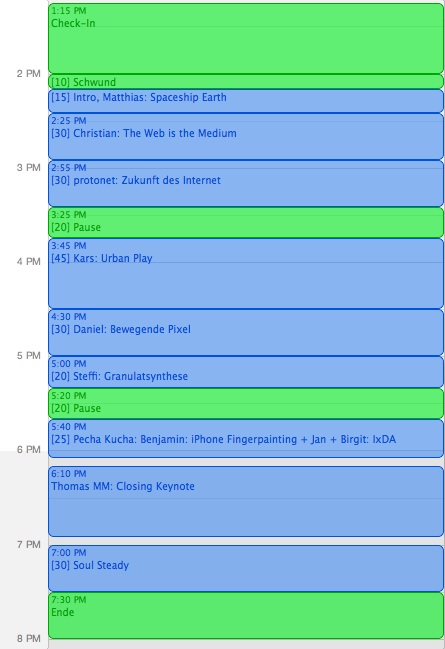 1:15 PM
Check-In
2 PM
[10] Schwund
[15] Intro, Matthias: Spaceship Earth
2:25 PM
[30] Christian: The Web is the Medium
3 PM
2:55 PM
[30] protonet: Zukunft des Internet
3:25 PM
[20] Pause
3:45 PM
4 PM
[45] Kars: Urban Play
4:30 PM
[30] Daniel: Bewegende Pixel
5 PM
5:00 PM
[20] Steffi: Granulatsynthese
5:20 PM
[20] Pause
5:40 PM
[25] Pecha Kucha: Benjamin: iPhone Fingerpainting + Jan + Birgit: IxDA
6 PM
6:10 PM
Thomas MM: Closing Keynote
7 PM
7:00 PM
[30] Soul Steady
7:30 PM
Ende
8 PM